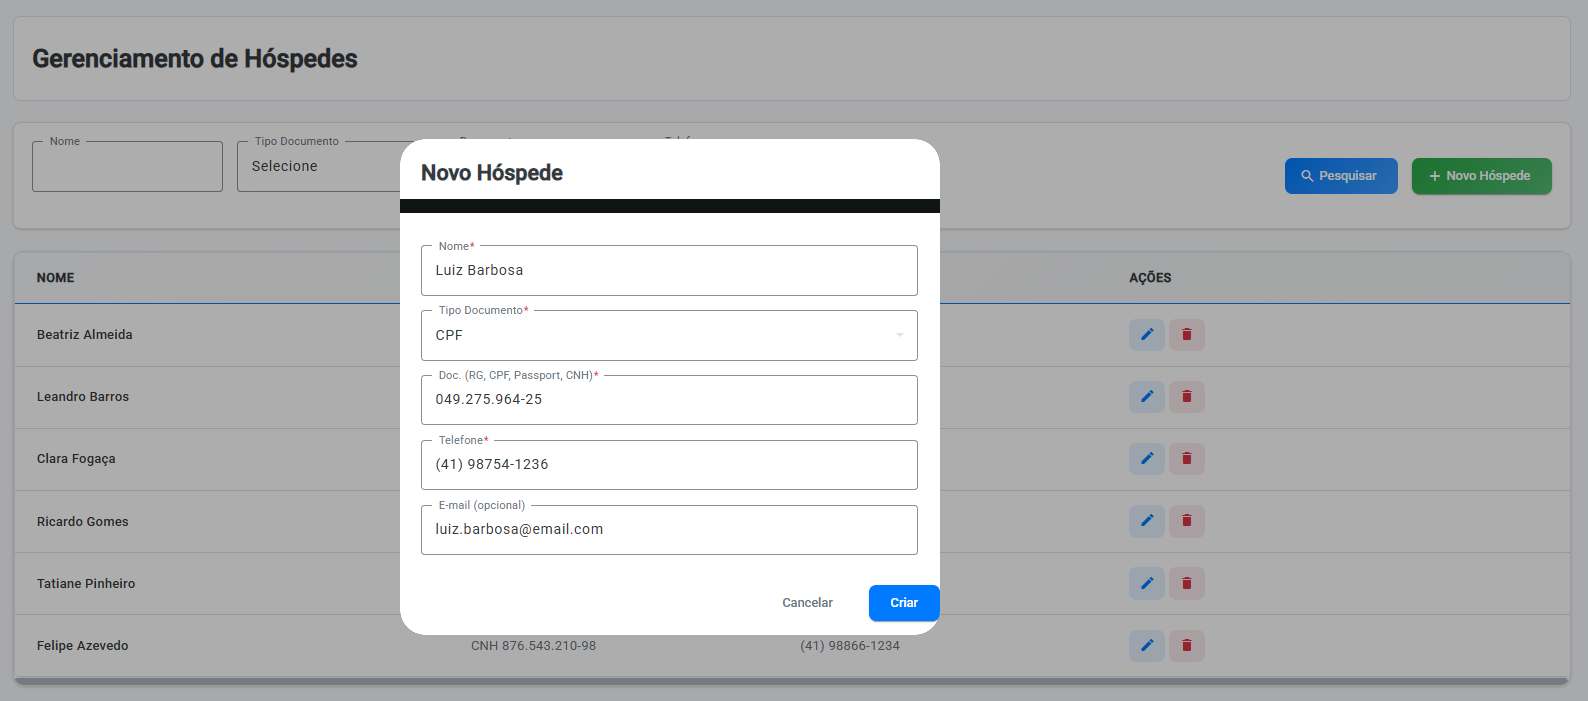 Gerenciamento de Hóspedes
Nome
Tipo Documento
Selecione
Pesquisar
+ Novo Hóspede
Novo Hóspede
Nome*
Luiz Barbosa
Tipo Documento*
CPF
Doc. (RG, CPF, Passport, CNH)*
049.275.964-25
Telefone*
(41) 98754-1236
E-mail (opcional)
luiz.barbosa@email.com
Cancelar
Criar
NOME
AÇÕES
Beatriz Almeida
Leandro Barros
Clara Fogaça
Ricardo Gomes
Tatiane Pinheiro
Felipe Azevedo CNH 876.543.210-98 (41) 98866-1234